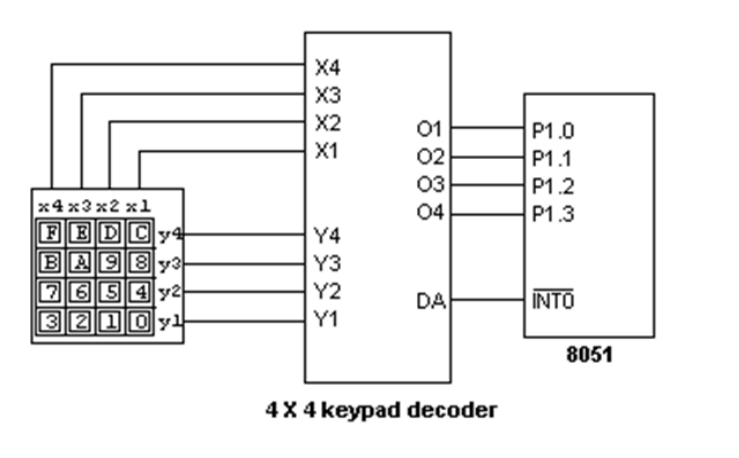 X4
X3
X2
X1
O1
O2
O3
O4
P1.0
P1.1
P1.2
P1.3
x4 x3 x2 x1
F E D C y4
B A 9 8 y3
7 6 5 4 y2
3 2 1 0 y1
Y4
Y3
Y2
Y1
DA
INT0
8051
4 X 4 keypad decoder